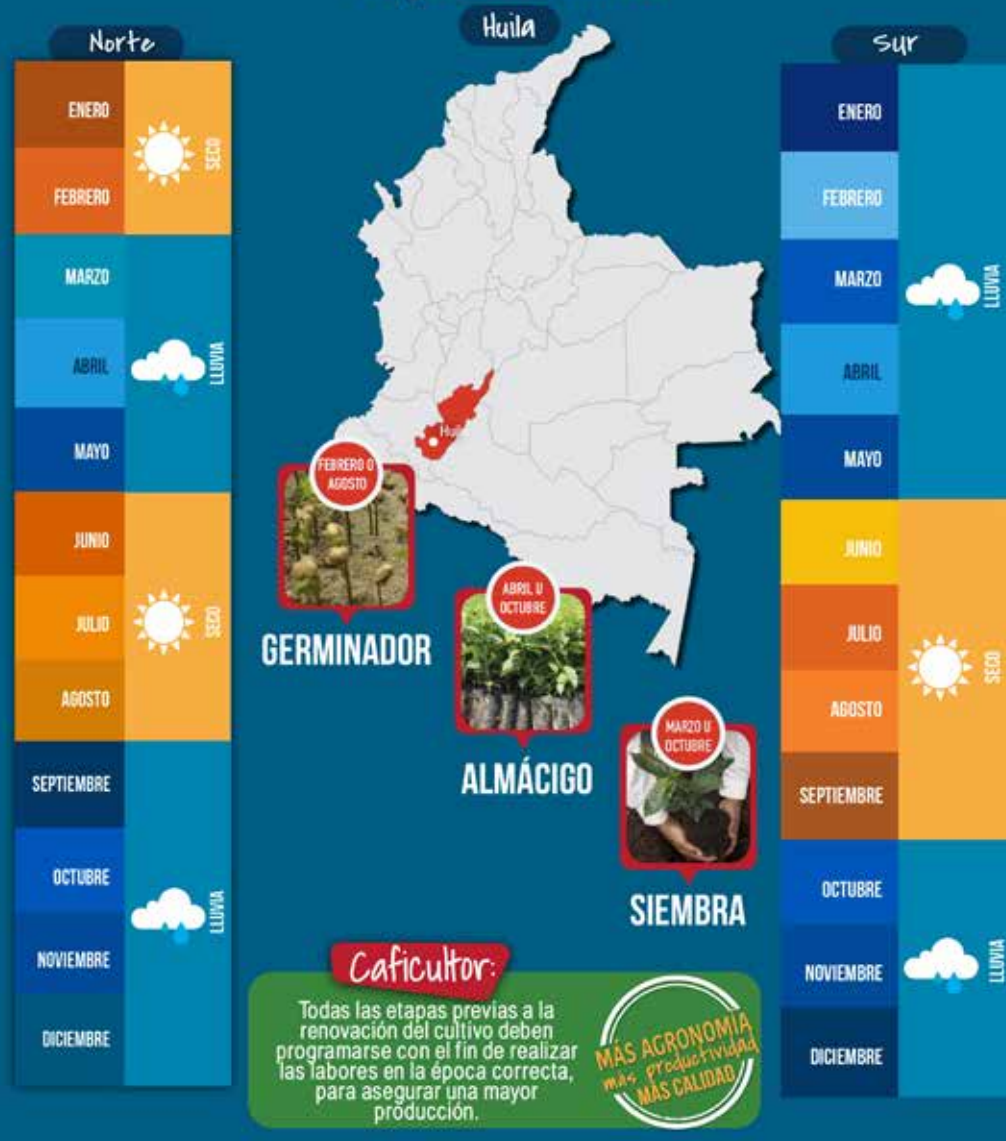 Huila
Norte
ENERO
FEBRERO
SECO
MARZO
ABRIL
MAYO
LLUVIA
JUNIO
JULIO
AGOSTO
SECO
SEPTIEMBRE
OCTUBRE
NOVIEMBRE
DICIEMBRE
LLUVIA
Huila
FEBRERO O
AGOSTO
GERMINADOR
ABRIL U
OCTUBRE
ALMÁCIGO
MARZO U
OCTUBRE
SIEMBRA
Sur
ENERO
FEBRERO
MARZO
ABRIL
MAYO
LLUVIA
JUNIO
JULIO
AGOSTO
SEPTIEMBRE
SECO
OCTUBRE
NOVIEMBRE
DICIEMBRE
LLUVIA
Caficultor:
Todas las etapas previas a la
renovación del cultivo deben
programarse con el fin de realizar
las labores en la época correcta,
para asegurar una mayor
producción.
MÁS AGRONOMÍA
más productividad
MÁS CALIDAD